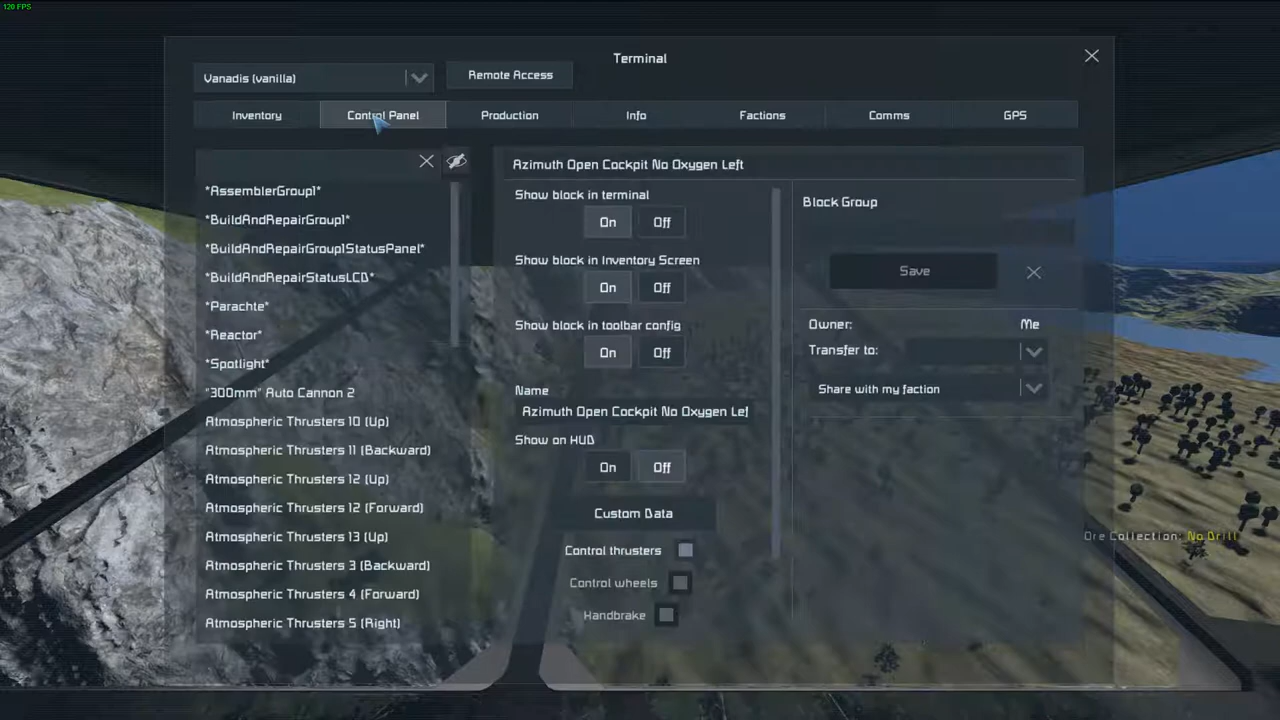 120 FPS
Terminal
Vanadis (vanilla)
Remote Access
Inventory
Control Panel
Production
Info
Factions
Comms
GPS
*AssemblerGroup1*
*BuildAndRepairGroup1*
*BuildAndRepairGroup1StatusPanel*
*BuildAndRepairStatusLCD*
*Parachte*
*Reactor*
*Spotlight*
"300mm" Auto Cannon 2
Atmospheric Thrusters 10 (Up)
Atmospheric Thrusters 11 (Backward)
Atmospheric Thrusters 12 (Up)
Atmospheric Thrusters 12 (Forward)
Atmospheric Thrusters 13 (Up)
Atmospheric Thrusters 3 (Backward)
Atmospheric Thrusters 4 (Forward)
Atmospheric Thrusters 5 (Right)
Azimuth Open Cockpit No Oxygen Left
Show block in terminal
On Off
Show block in Inventory Screen
On Off
Show block in toolbar config
On Off
Name
Azimuth Open Cockpit No Oxygen Lef
Show on HUD
On Off
Custom Data
Control thrusters
Control wheels
Handbrake
Block Group
Save
Owner: Me
Transfer to:
Share with my faction
Ore Collection: No Drill